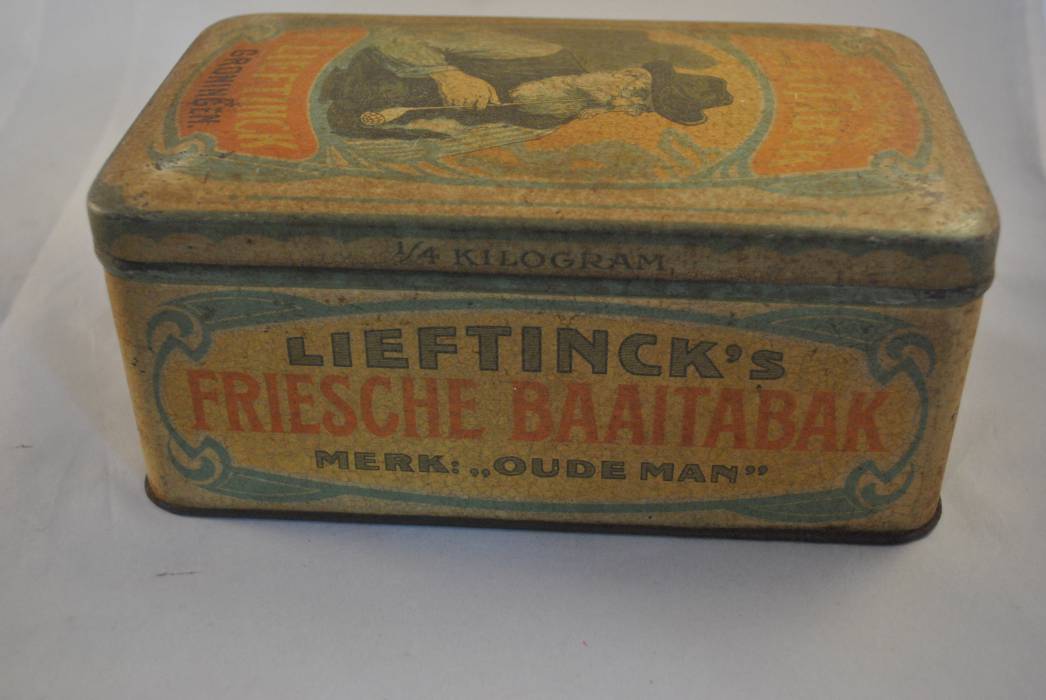 LIEFTINCK
GRONINGEN.
1/4 KILOGRAM
LIEFTINCK's
FRIESCHE BAAITABAK
MERK: „OUDE MAN”